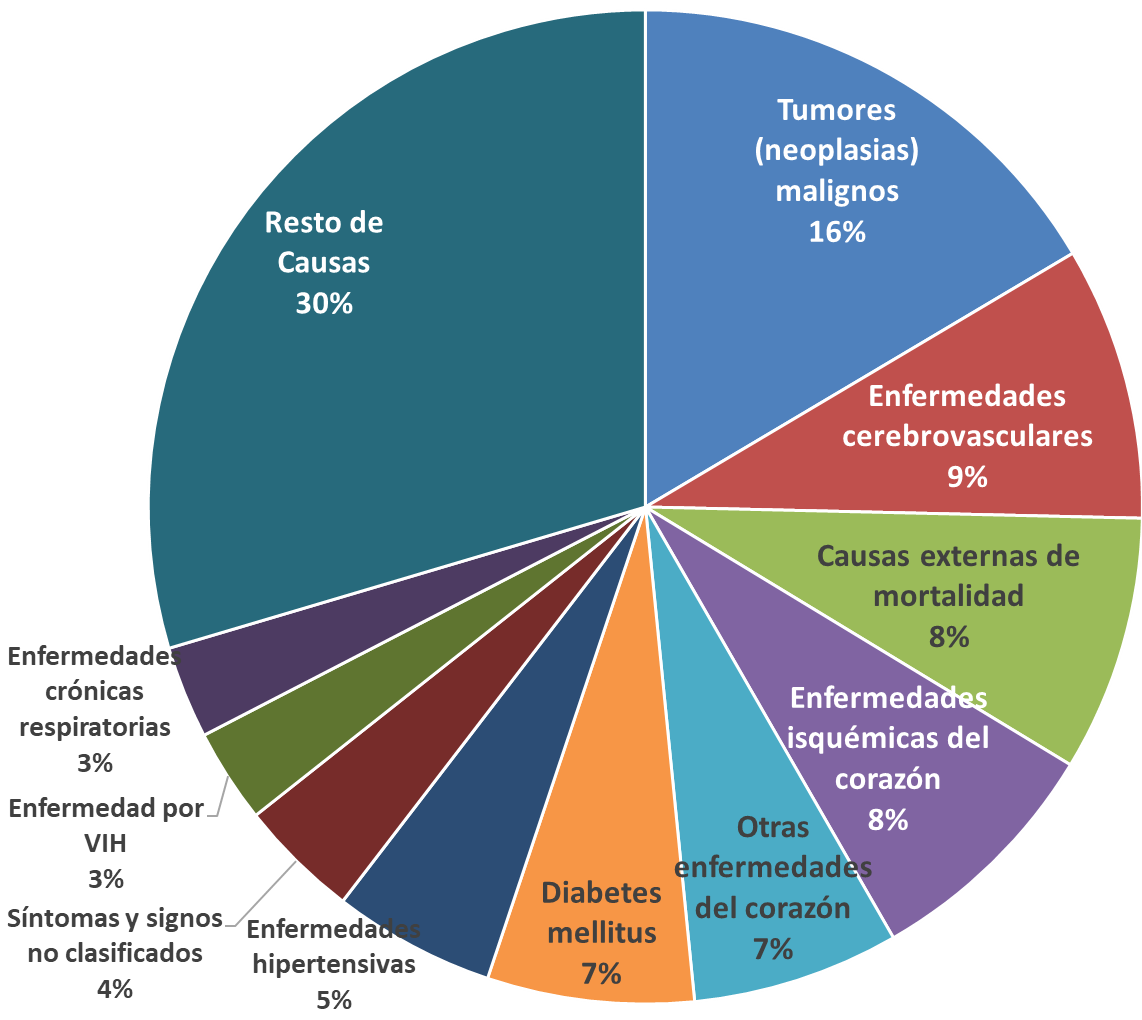 Tumores
(neoplasias)
malignos
16%
Enfermedades
cerebrovasculares
9%
Causas externas de
mortalidad
8%
Enfermedades
isquémicas del
corazón
8%
Otras
enfermedades
del corazón
7%
Diabetes
mellitus
7%
Enfermedades
hipertensivas
5%
Síntomas y signos
no clasificados
4%
Enfermedad por
VIH
3%
Enfermedades
crónicas
respiratorias
3%
Resto de
Causas
30%